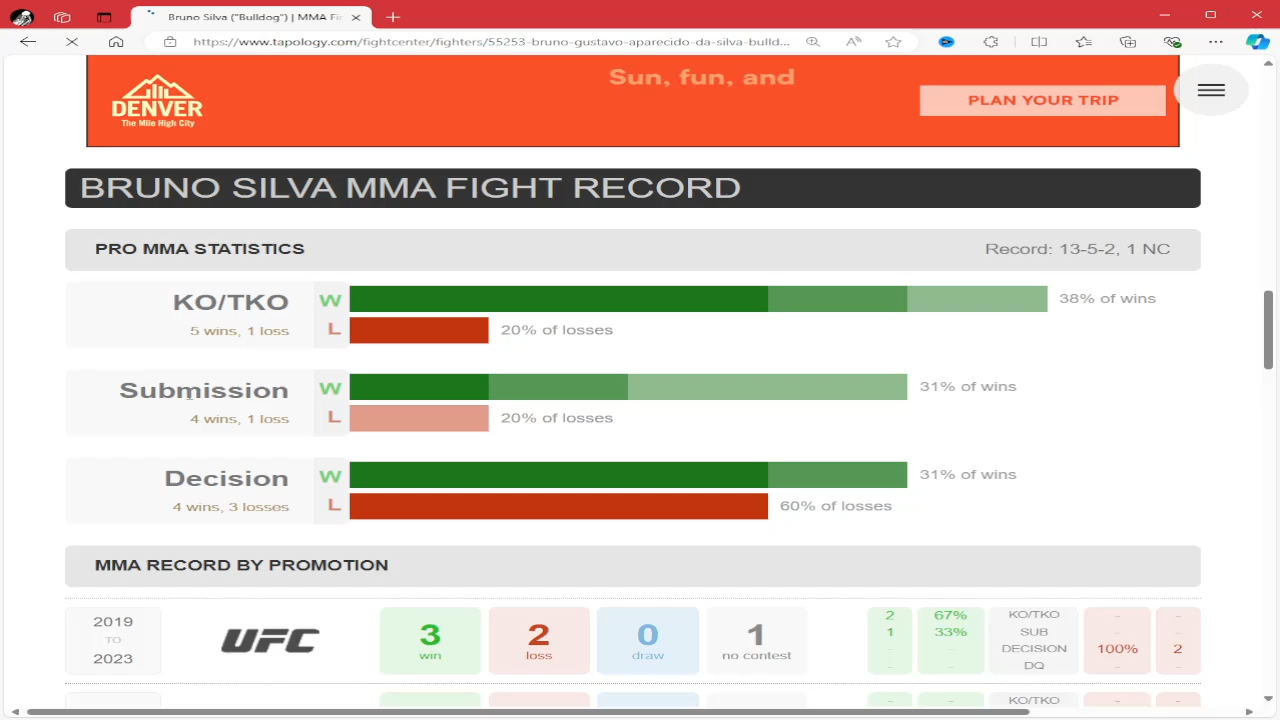 Bruno Silva ("Bulldog") | MMA Fi
https://www.tapology.com/fightcenter/fighters/55253-bruno-gustavo-aparecido-da-silva-bulld...
DENVER
The Mile High City
Sun, fun, and
PLAN YOUR TRIP
BRUNO SILVA MMA FIGHT RECORD
PRO MMA STATISTICS
Record: 13-5-2, 1 NC
KO/TKO W 38% of wins
5 wins, 1 loss L 20% of losses
Submission W 31% of wins
4 wins, 1 loss L 20% of losses
Decision W 31% of wins
4 wins, 3 losses L 60% of losses
MMA RECORD BY PROMOTION
2019 TO 2023
UFC
3 win
2 loss
0 draw
1 no contest
2 67% KO/TKO - -
1 33% SUB - -
- - DECISION 100% 2
- - DQ - -
- - KO/TKO - -